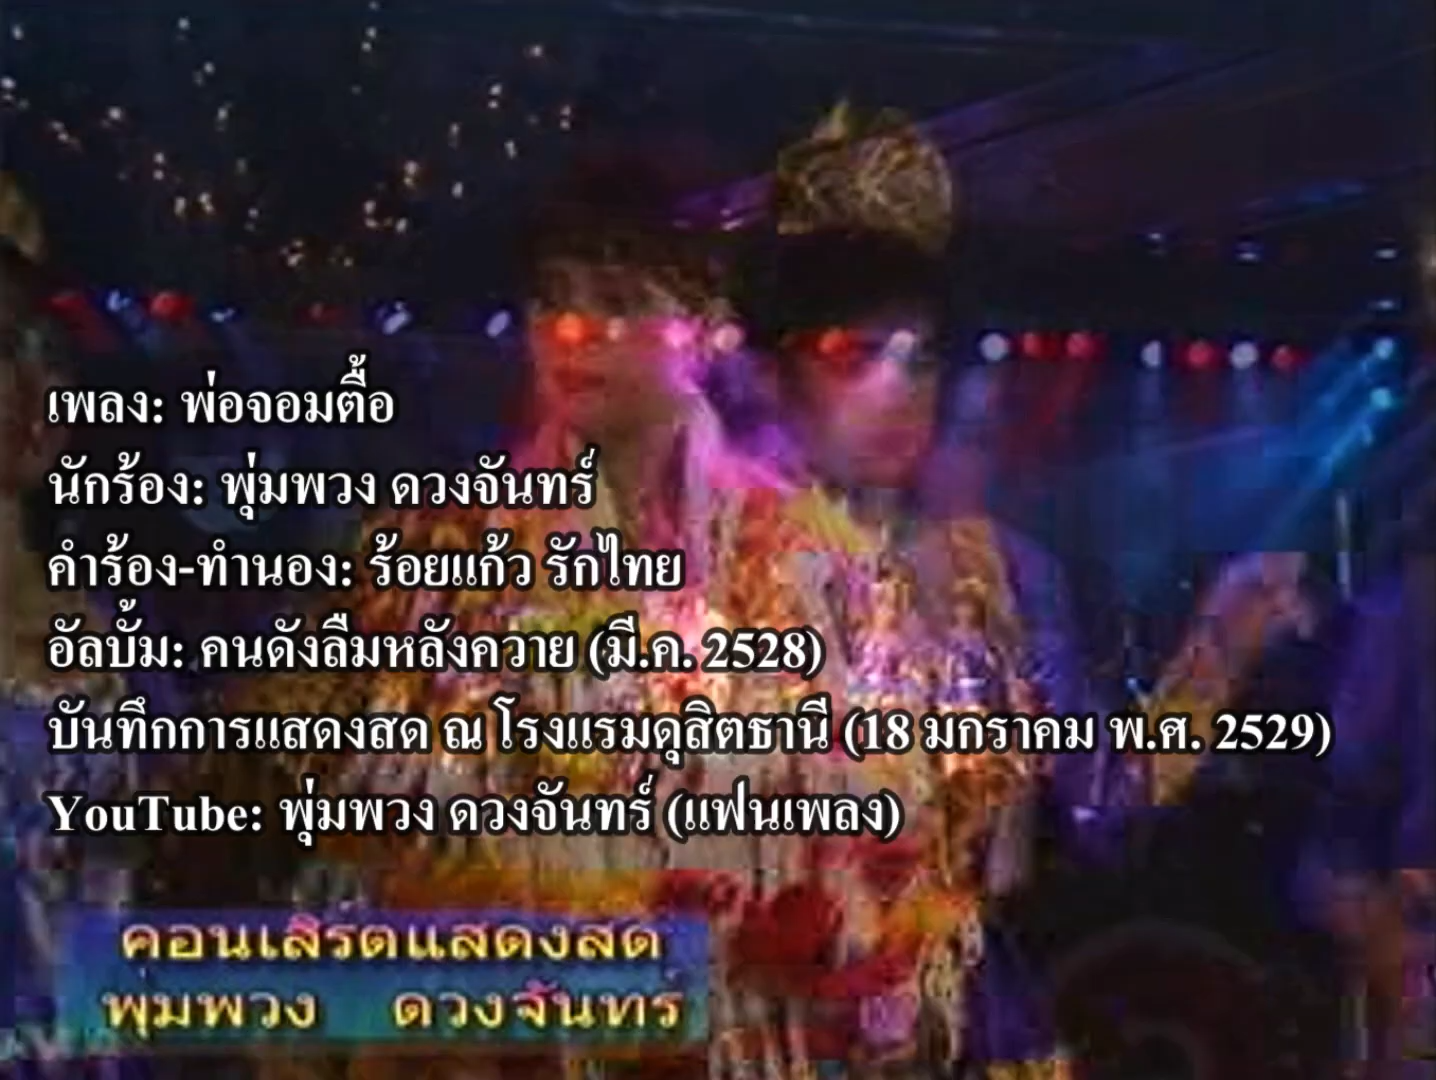 เพลง: พ่อจอมตื้อ
นักร้อง: พุ่มพวง ดวงจันทร์
คำร้อง-ทำนอง: ร้อยแก้ว รักไทย
อัลบั้ม: คนดังลืมหลังควาย (มี.ค. 2528)
บันทึกการแสดงสด ณ โรงแรมดุสิตธานี (18 มกราคม พ.ศ. 2529)
YouTube: พุ่มพวง ดวงจันทร์ (แฟนเพลง)
คอนเสิร์ตแสดงสด
พุ่มพวง ดวงจันทร์